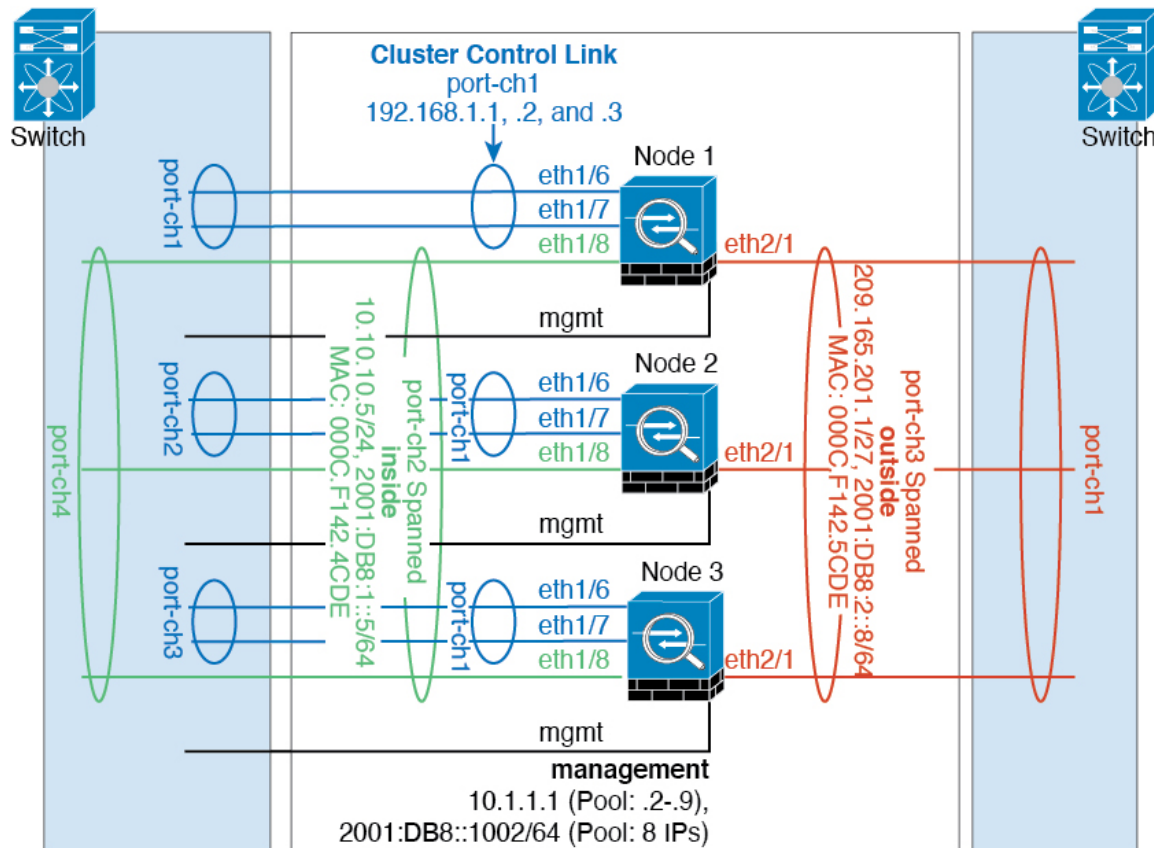 Switch
Switch
Cluster Control Link
port-ch1
192.168.1.1, .2, and .3
Node 1
port-ch1
eth1/6
eth1/7
eth1/8
eth2/1
mgmt
Node 2
port-ch2
port-ch1
eth1/6
eth1/7
eth1/8
eth2/1
mgmt
Node 3
port-ch3
port-ch1
eth1/6
eth1/7
eth1/8
eth2/1
mgmt
port-ch4
port-ch2 Spanned
inside
10.10.10.5/24, 2001:DB8:1::5/64
MAC: 000C.F142.4CDE
port-ch3 Spanned
outside
209.165.201.1/27, 2001:DB8:2::8/64
MAC: 000C.F142.5CDE
port-ch1
management
10.1.1.1 (Pool: .2-.9),
2001:DB8::1002/64 (Pool: 8 IPs)